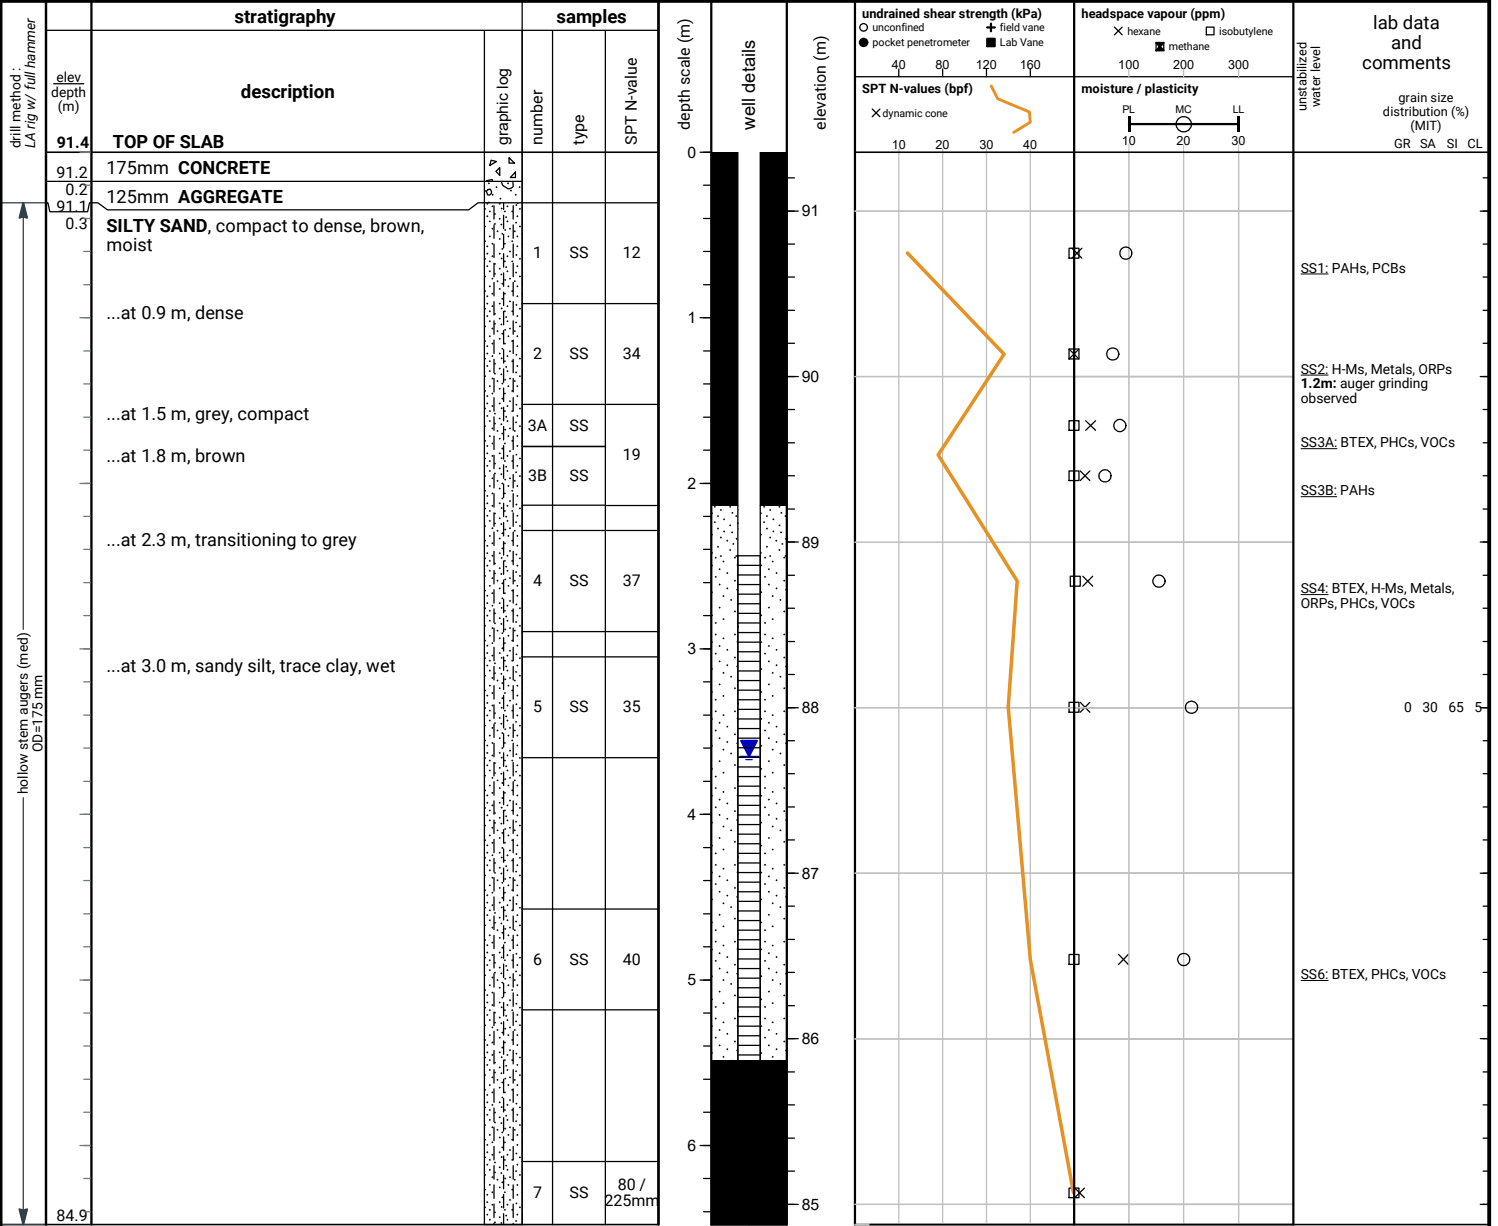 drill method :
LA rig w/ full hammer
stratigraphy
samples
elev
depth
(m)
description
graphic log
number
type
SPT N-value
depth scale (m)
well details
elevation (m)
undrained shear strength (kPa)
unconfined
field vane
pocket penetrometer
Lab Vane
40 80 120 160
SPT N-values (bpf)
dynamic cone
10 20 30 40
headspace vapour (ppm)
hexane
isobutylene
methane
100 200 300
moisture / plasticity
PL MC LL
10 20 30
unstabilized
water level
lab data
and
comments
grain size
distribution (%)
(MIT)
GR SA SI CL
91.4 TOP OF SLAB
91.2 175mm CONCRETE
0.2
125mm AGGREGATE
91.1
0.3
SILTY SAND, compact to dense, brown,
moist
1 SS 12
SS1: PAHs, PCBs
...at 0.9 m, dense
2 SS 34
SS2: H-Ms, Metals, ORPs
1.2m: auger grinding
observed
...at 1.5 m, grey, compact
3A SS
19
SS3A: BTEX, PHCs, VOCs
...at 1.8 m, brown
3B SS
SS3B: PAHs
...at 2.3 m, transitioning to grey
4 SS 37
SS4: BTEX, H-Ms, Metals,
ORPs, PHCs, VOCs
...at 3.0 m, sandy silt, trace clay, wet
5 SS 35
0 30 65 5
6 SS 40
SS6: BTEX, PHCs, VOCs
7 SS 80 /
225mm
84.9
hollow stem augers (med)
OD=175 mm
0
1
2
3
4
5
6
91
90
89
88
87
86
85